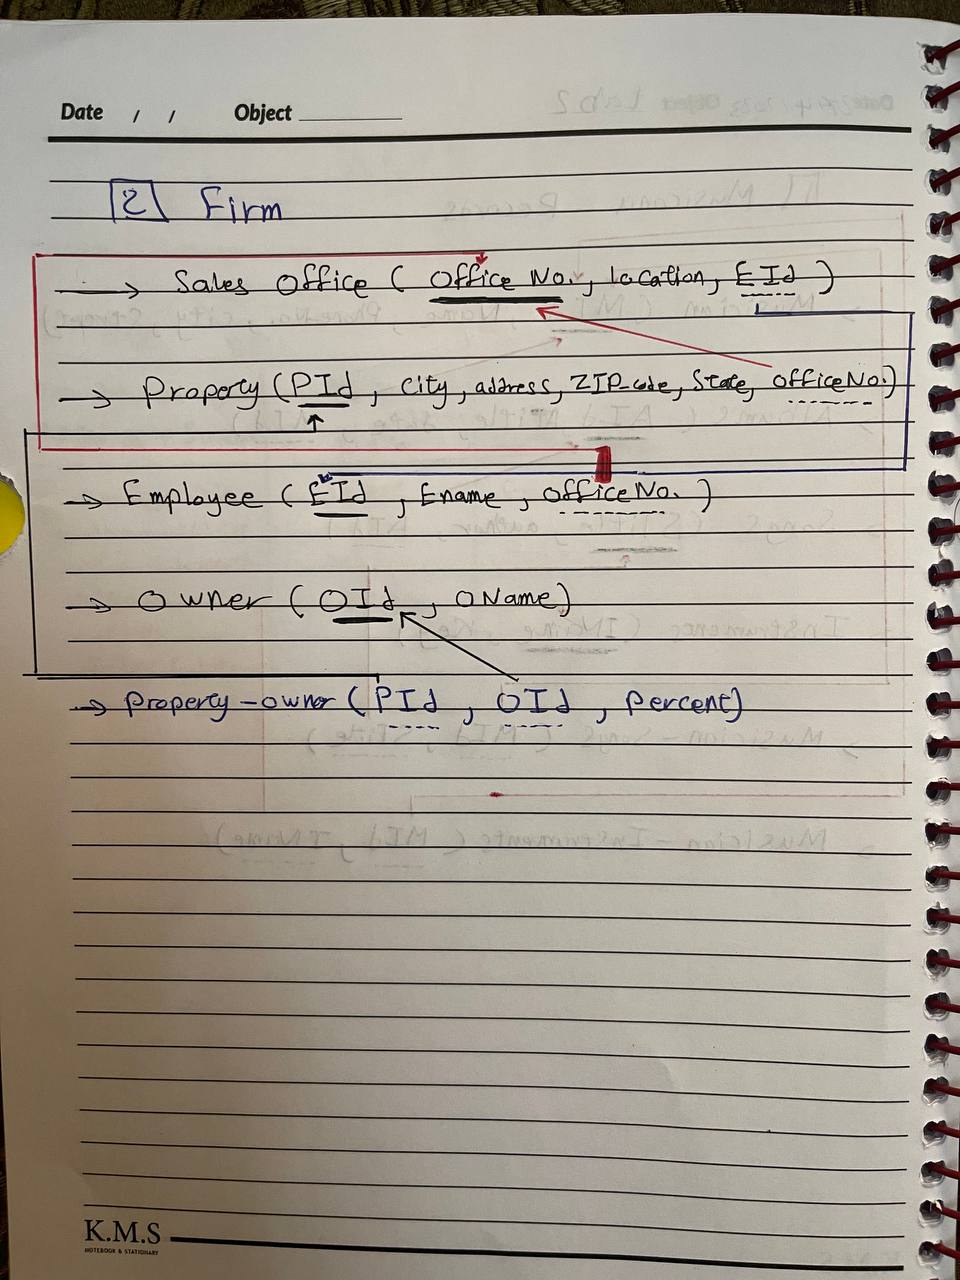 Date / / Object
2 Firm
→ Sales Office ( Office No., location, EId )
→ Property (PId, City, address, ZIP-code, State, officeNo.)
→ Employee (EId, Ename, officeNo.)
→ Owner (OId, OName)
→ Property-owner (PId, OId, Percent)
K.M.S
NOTEBOOK & STATIONARY